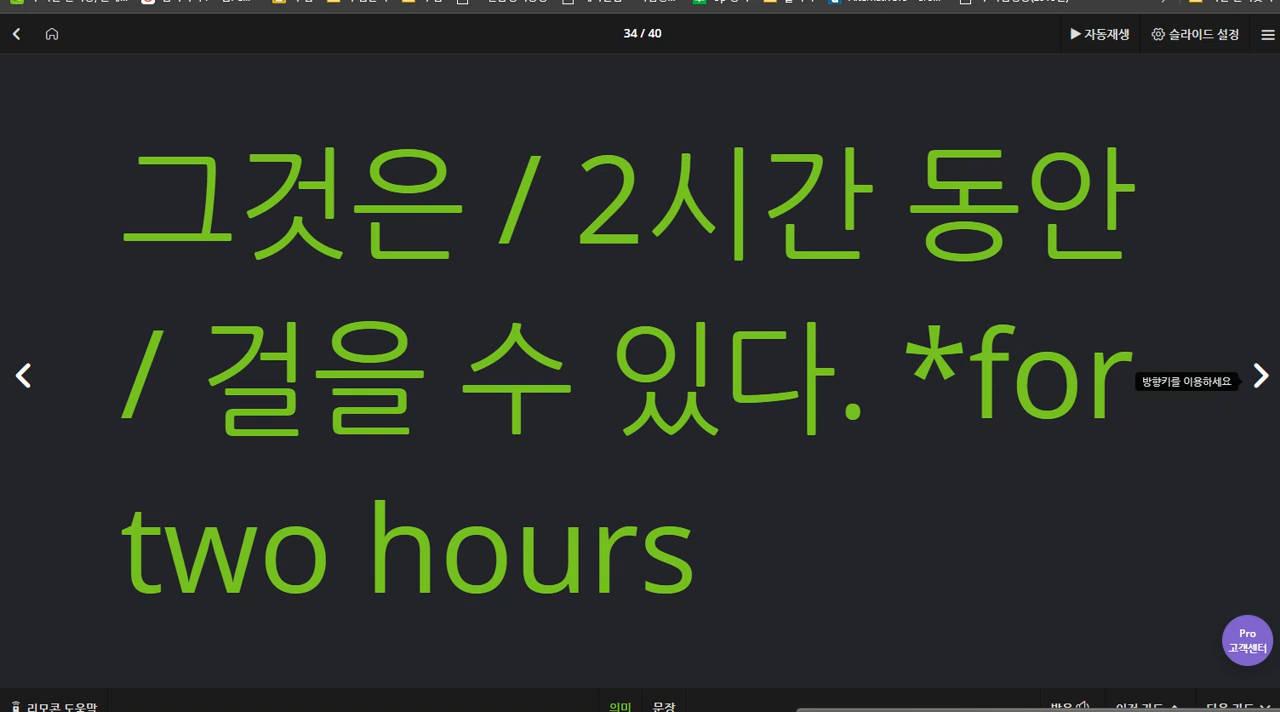 34 / 40
▶ 자동재생
슬라이드 설정
그것은 / 2시간 동안
/ 걸을 수 있다. *for
방향키를 이용하세요
two hours
Pro
고객센터
리모콘 도움말
의미
문장